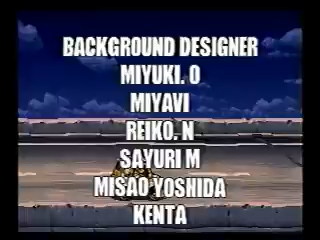 BACKGROUND DESIGNER
MIYUKI. O
MIYAVI
REIKO. N
SAYURI M
MISAO YOSHIDA
KENTA